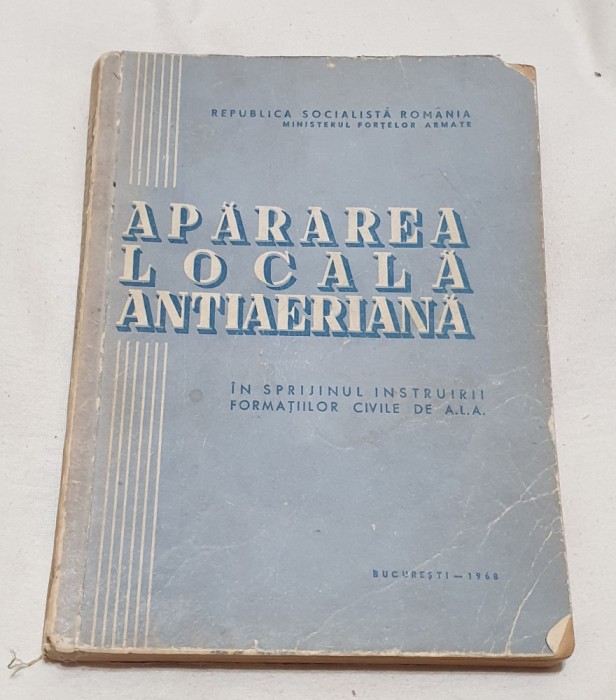 REPUBLICA SOCIALISTĂ ROMÂNIA
MINISTERUL FORȚELOR ARMATE
APĂRAREA
LOCALĂ
ANTIAERIANĂ
ÎN SPRIJINUL INSTRUIRII
FORMAȚIILOR CIVILE DE A.L.A.
BUCUREȘTI — 1968